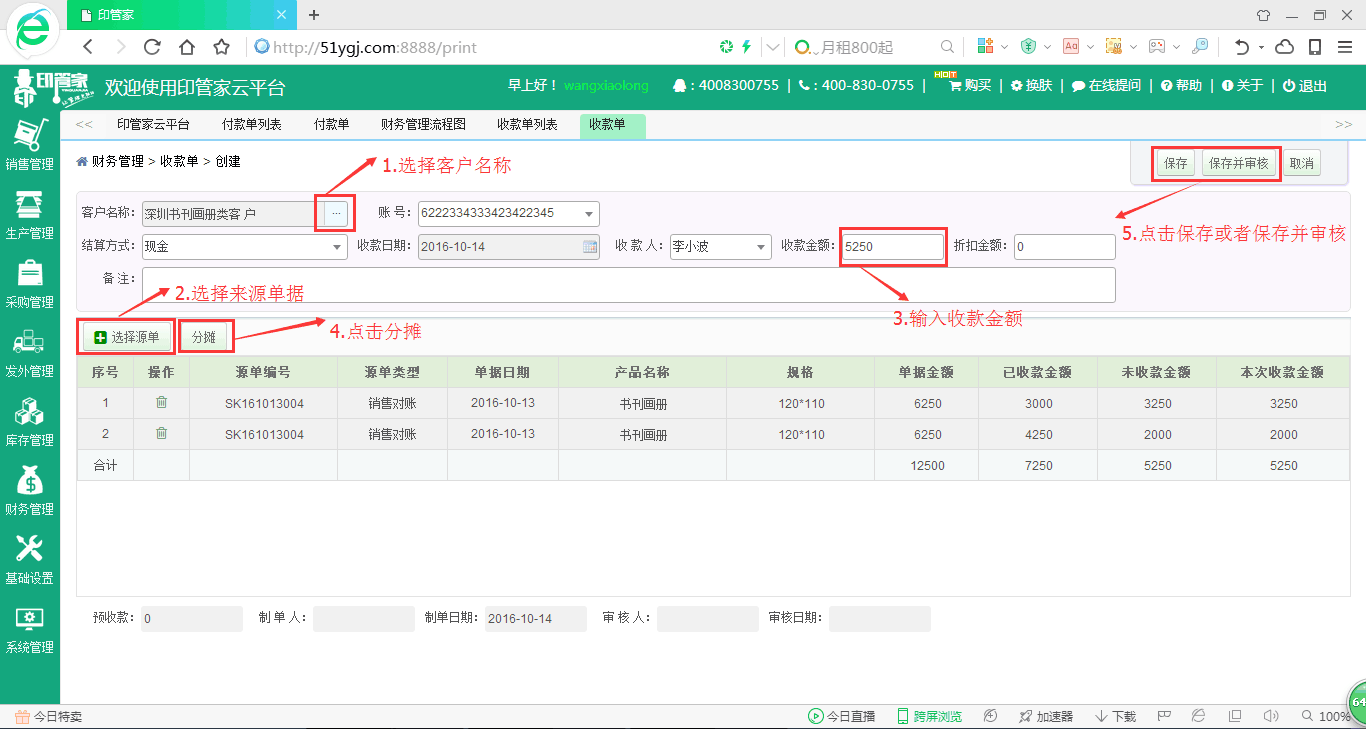 印管家
http://51ygj.com:8888/print
月租800起
印管家
欢迎使用印管家云平台
早上好！ wangxiaolong
: 4008300755 | : 400-830-0755 | HOT 购买 | 换肤 | 在线提问 | 帮助 | 关于 | 退出
<< 印管家云平台 付款单列表 付款单 财务管理流程图 收款单列表 收款单 >>
销售管理
生产管理
采购管理
发外管理
库存管理
财务管理
基础设置
系统管理
财务管理 > 收款单 > 创建
1.选择客户名称
保存 保存并审核 取消
客户名称: 深圳书刊画册类客 户 ... 账 号: 6222334333423422345
5.点击保存或者保存并审核
结算方式: 现金 收款日期: 2016-10-14 收 款 人: 李小波 收款金额: 5250 折扣金额: 0
备 注:
2.选择来源单据
3.输入收款金额
选择源单 分摊
4.点击分摊
序号 操作 源单编号 源单类型 单据日期 产品名称 规格 单据金额 已收款金额 未收款金额 本次收款金额
1 SK161013004 销售对账 2016-10-13 书刊画册 120*110 6250 3000 3250 3250
2 SK161013004 销售对账 2016-10-13 书刊画册 120*110 6250 4250 2000 2000
合计 12500 7250 5250 5250
预收款: 0 制 单 人: 制单日期: 2016-10-14 审 核 人: 审核日期:
今日特卖 今日直播 跨屏浏览 加速器 下载 100%
64